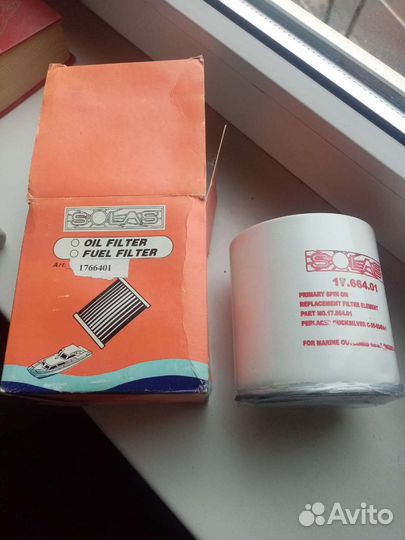 SOLAS
OIL FILTER
FUEL FILTER
Art. 1766401
SOLAS
17.664.01
PRIMARY SPIN ON
REPLACEMENT FILTER ELEMENT
PART NO.17.664.01
FOR MARINE
Avito